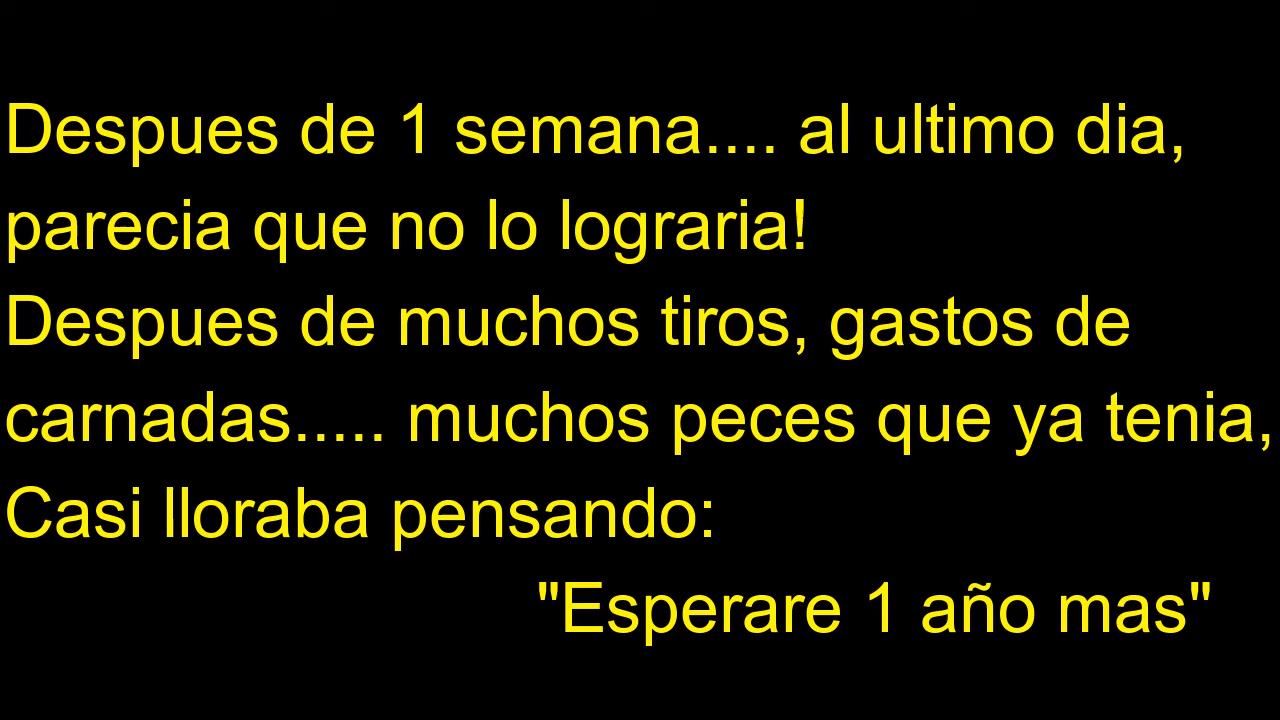 Despues de 1 semana.... al ultimo dia,
parecia que no lo lograria!
Despues de muchos tiros, gastos de
carnadas..... muchos peces que ya tenia,
Casi lloraba pensando:
"Esperare 1 año mas"